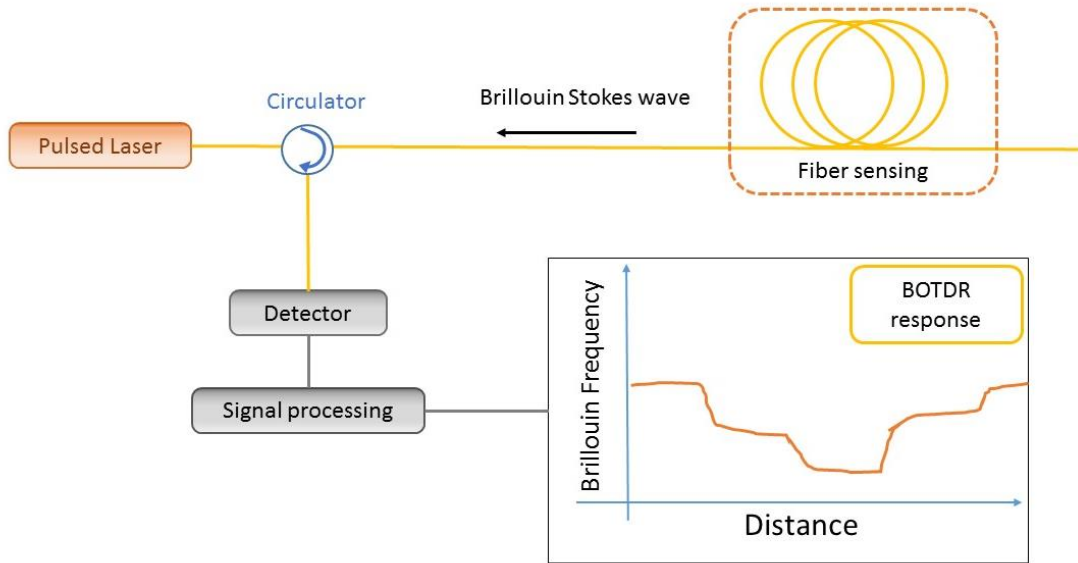 Circulator
Brillouin Stokes wave
Pulsed Laser
Fiber sensing
Detector
Signal processing
BOTDR
response
Brillouin Frequency
Distance